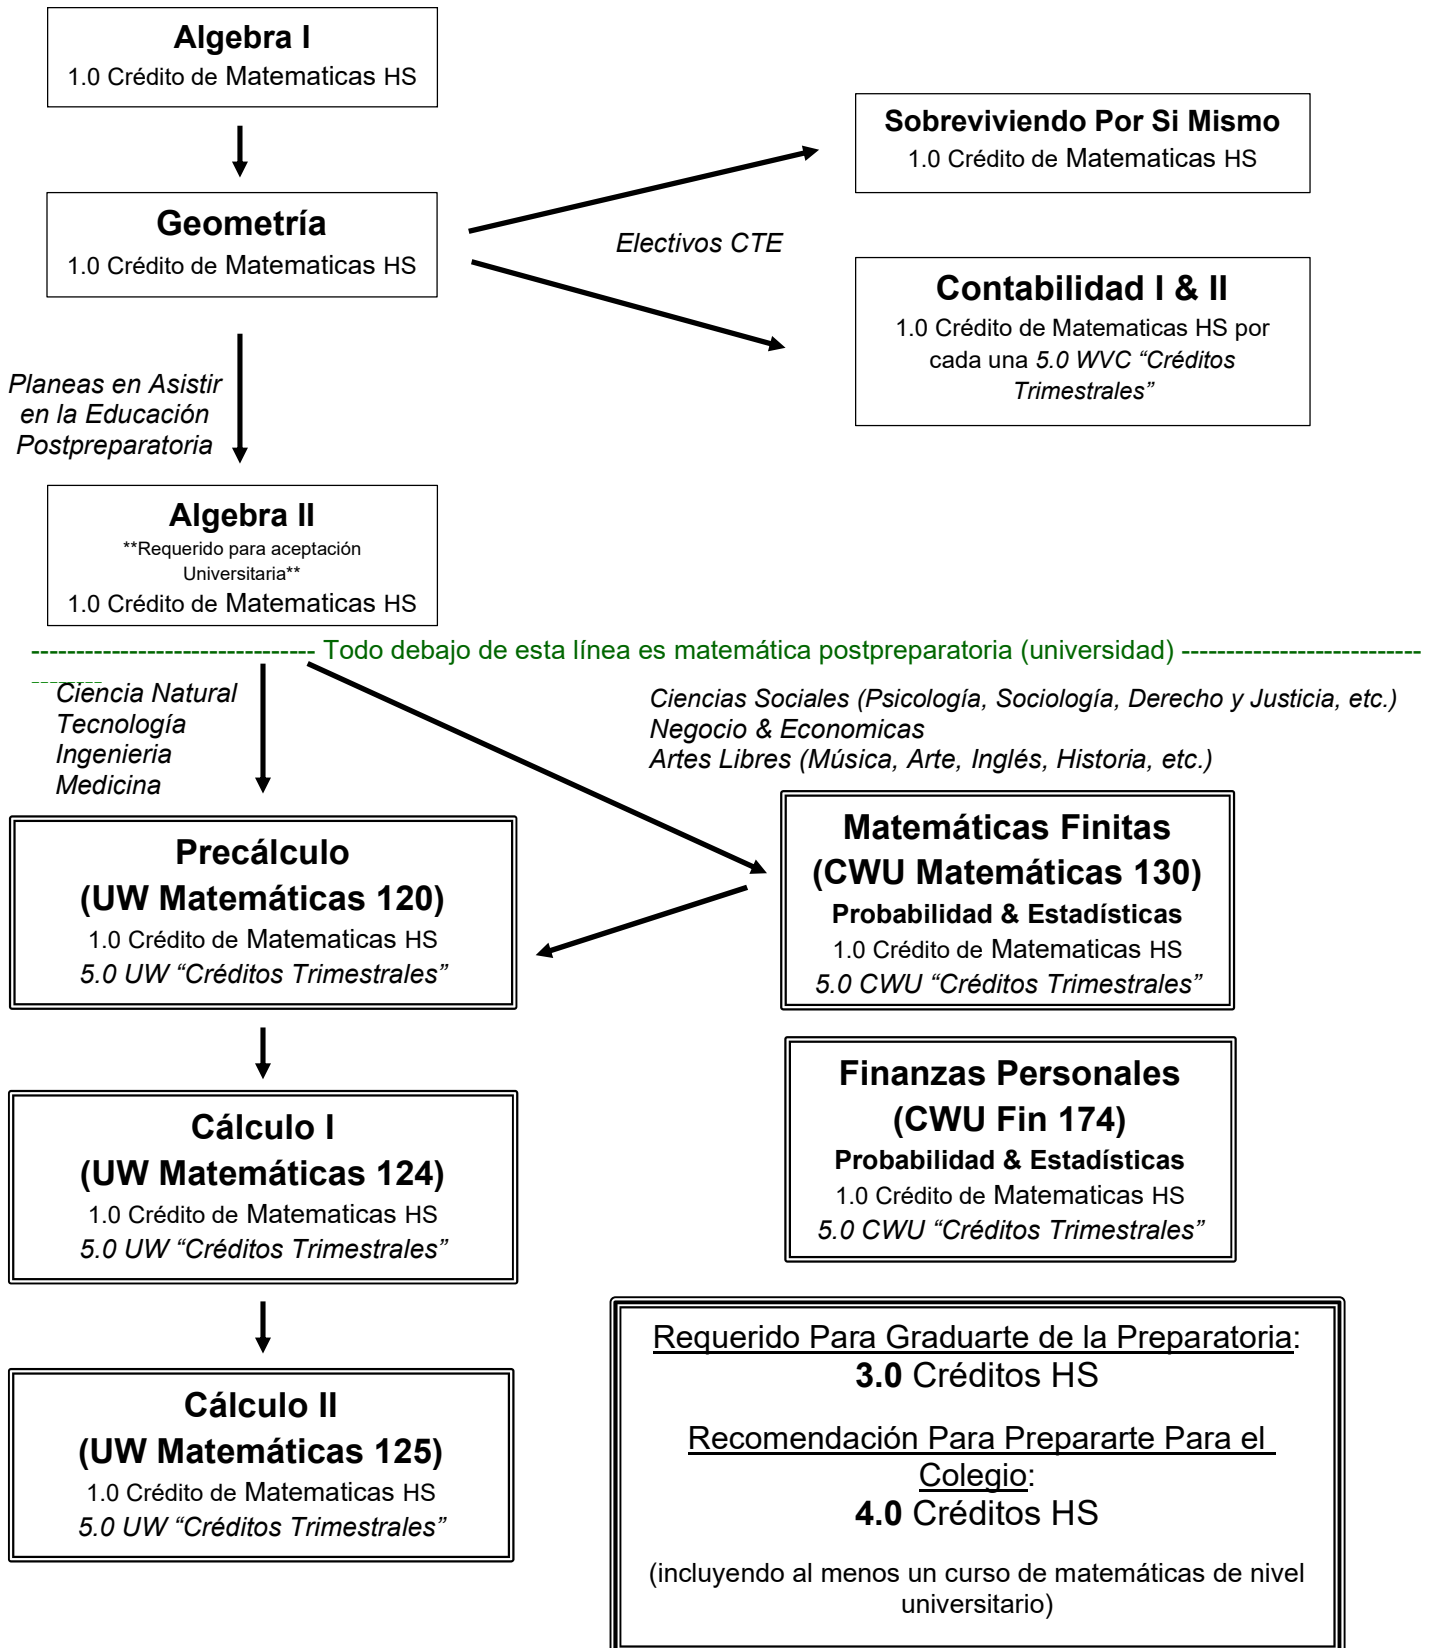 Algebra I
1.0 Crédito de Matematicas HS
Sobreviviendo Por Si Mismo
1.0 Crédito de Matematicas HS
Geometría
1.0 Crédito de Matematicas HS
Electivos CTE
Contabilidad I & II
1.0 Crédito de Matematicas HS por
cada una 5.0 WVC “Créditos
Trimestrales”
Planeas en Asistir
en la Educación
Postpreparatoria
Algebra II
**Requerido para aceptación
Universitaria**
1.0 Crédito de Matematicas HS
-------------------------------- Todo debajo de esta línea es matemática postpreparatoria (universidad) ---------------------------
--------
Ciencia Natural
Tecnología
Ingenieria
Medicina
Ciencias Sociales (Psicología, Sociología, Derecho y Justicia, etc.)
Negocio & Economicas
Artes Libres (Música, Arte, Inglés, Historia, etc.)
Precálculo
(UW Matemáticas 120)
1.0 Crédito de Matematicas HS
5.0 UW “Créditos Trimestrales”
Matemáticas Finitas
(CWU Matemáticas 130)
Probabilidad & Estadísticas
1.0 Crédito de Matematicas HS
5.0 CWU “Créditos Trimestrales”
Cálculo I
(UW Matemáticas 124)
1.0 Crédito de Matematicas HS
5.0 UW “Créditos Trimestrales”
Finanzas Personales
(CWU Fin 174)
Probabilidad & Estadísticas
1.0 Crédito de Matematicas HS
5.0 CWU “Créditos Trimestrales”
Cálculo II
(UW Matemáticas 125)
1.0 Crédito de Matematicas HS
5.0 UW “Créditos Trimestrales”
Requerido Para Graduarte de la Preparatoria:
3.0 Créditos HS
Recomendación Para Prepararte Para el
Colegio:
4.0 Créditos HS
(incluyendo al menos un curso de matemáticas de nivel
universitario)